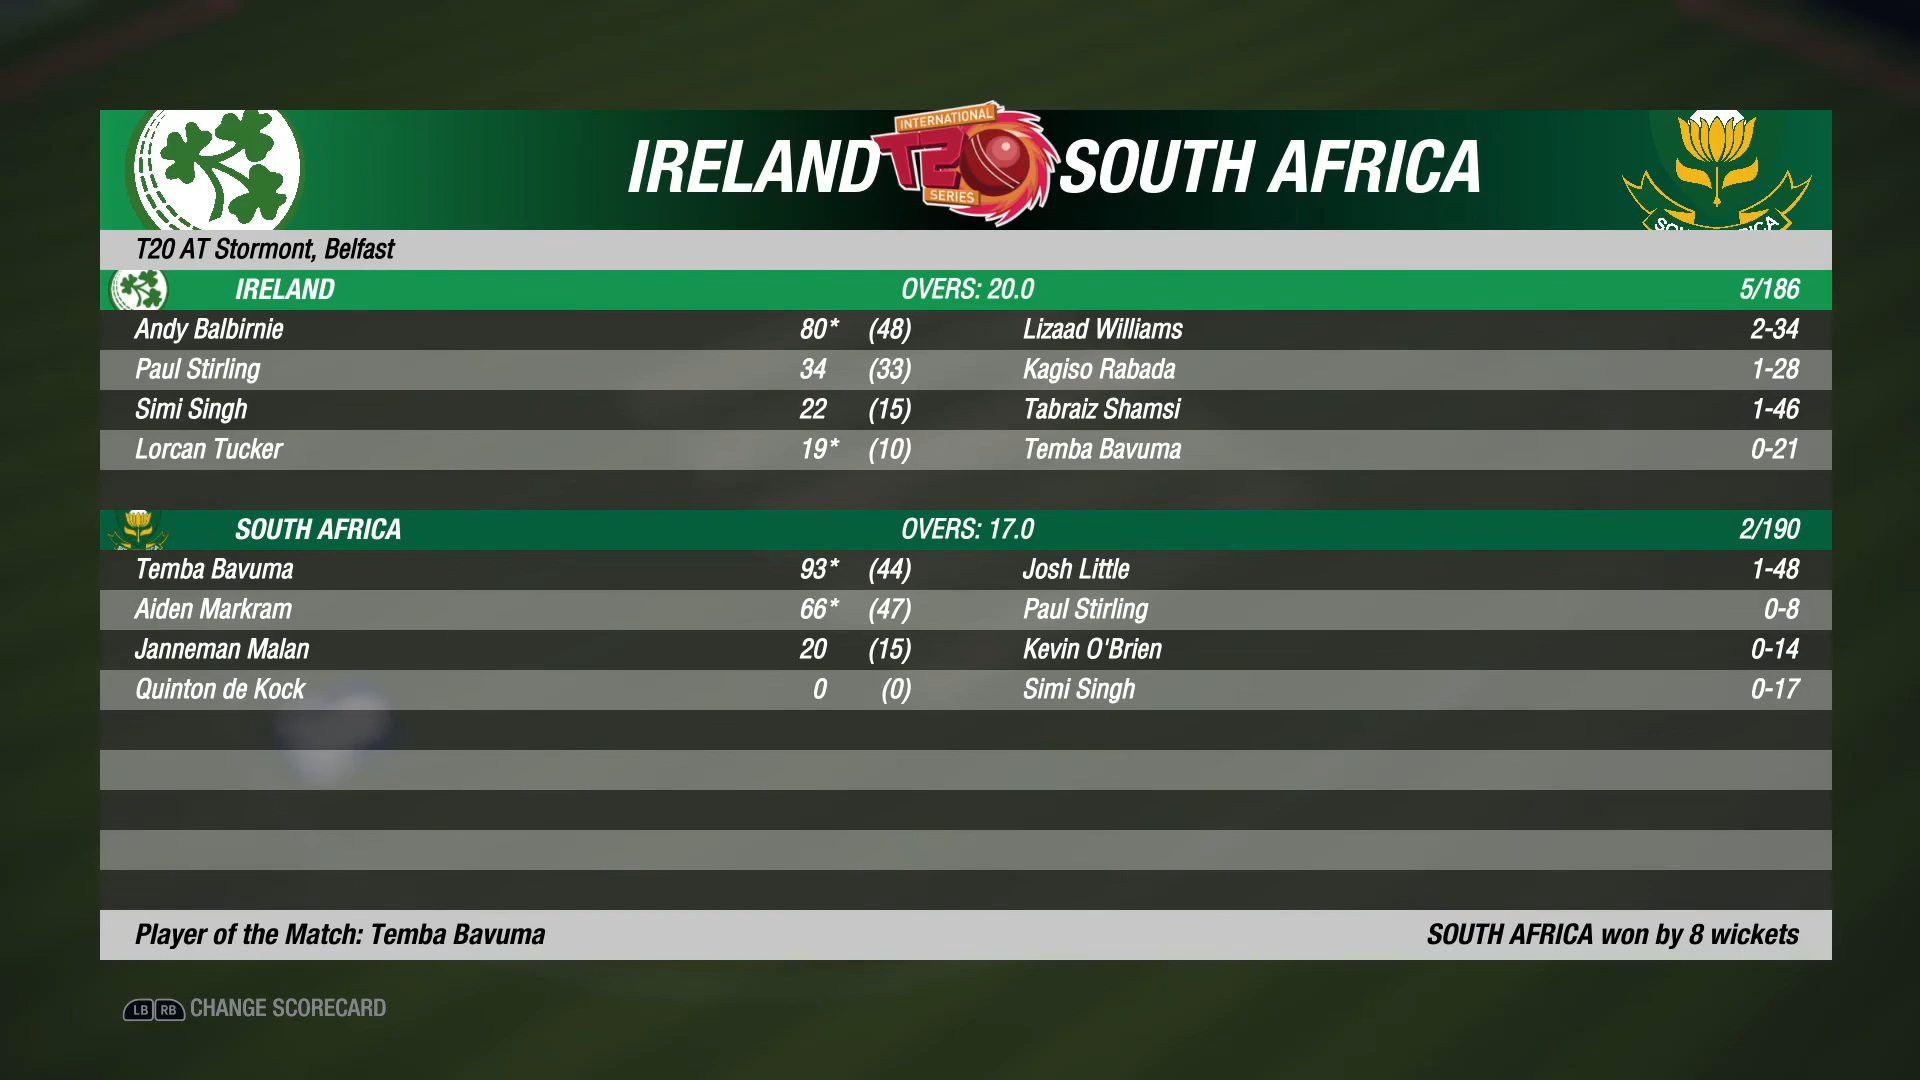 IRELAND INTERNATIONAL T20 SERIES SOUTH AFRICA
T20 AT Stormont, Belfast
IRELAND OVERS: 20.0 5/186
Andy Balbirnie 80* (48) Lizaad Williams 2-34
Paul Stirling 34 (33) Kagiso Rabada 1-28
Simi Singh 22 (15) Tabraiz Shamsi 1-46
Lorcan Tucker 19* (10) Temba Bavuma 0-21
SOUTH AFRICA OVERS: 17.0 2/190
Temba Bavuma 93* (44) Josh Little 1-48
Aiden Markram 66* (47) Paul Stirling 0-8
Janneman Malan 20 (15) Kevin O'Brien 0-14
Quinton de Kock 0 (0) Simi Singh 0-17
Player of the Match: Temba Bavuma SOUTH AFRICA won by 8 wickets
LB RB CHANGE SCORECARD